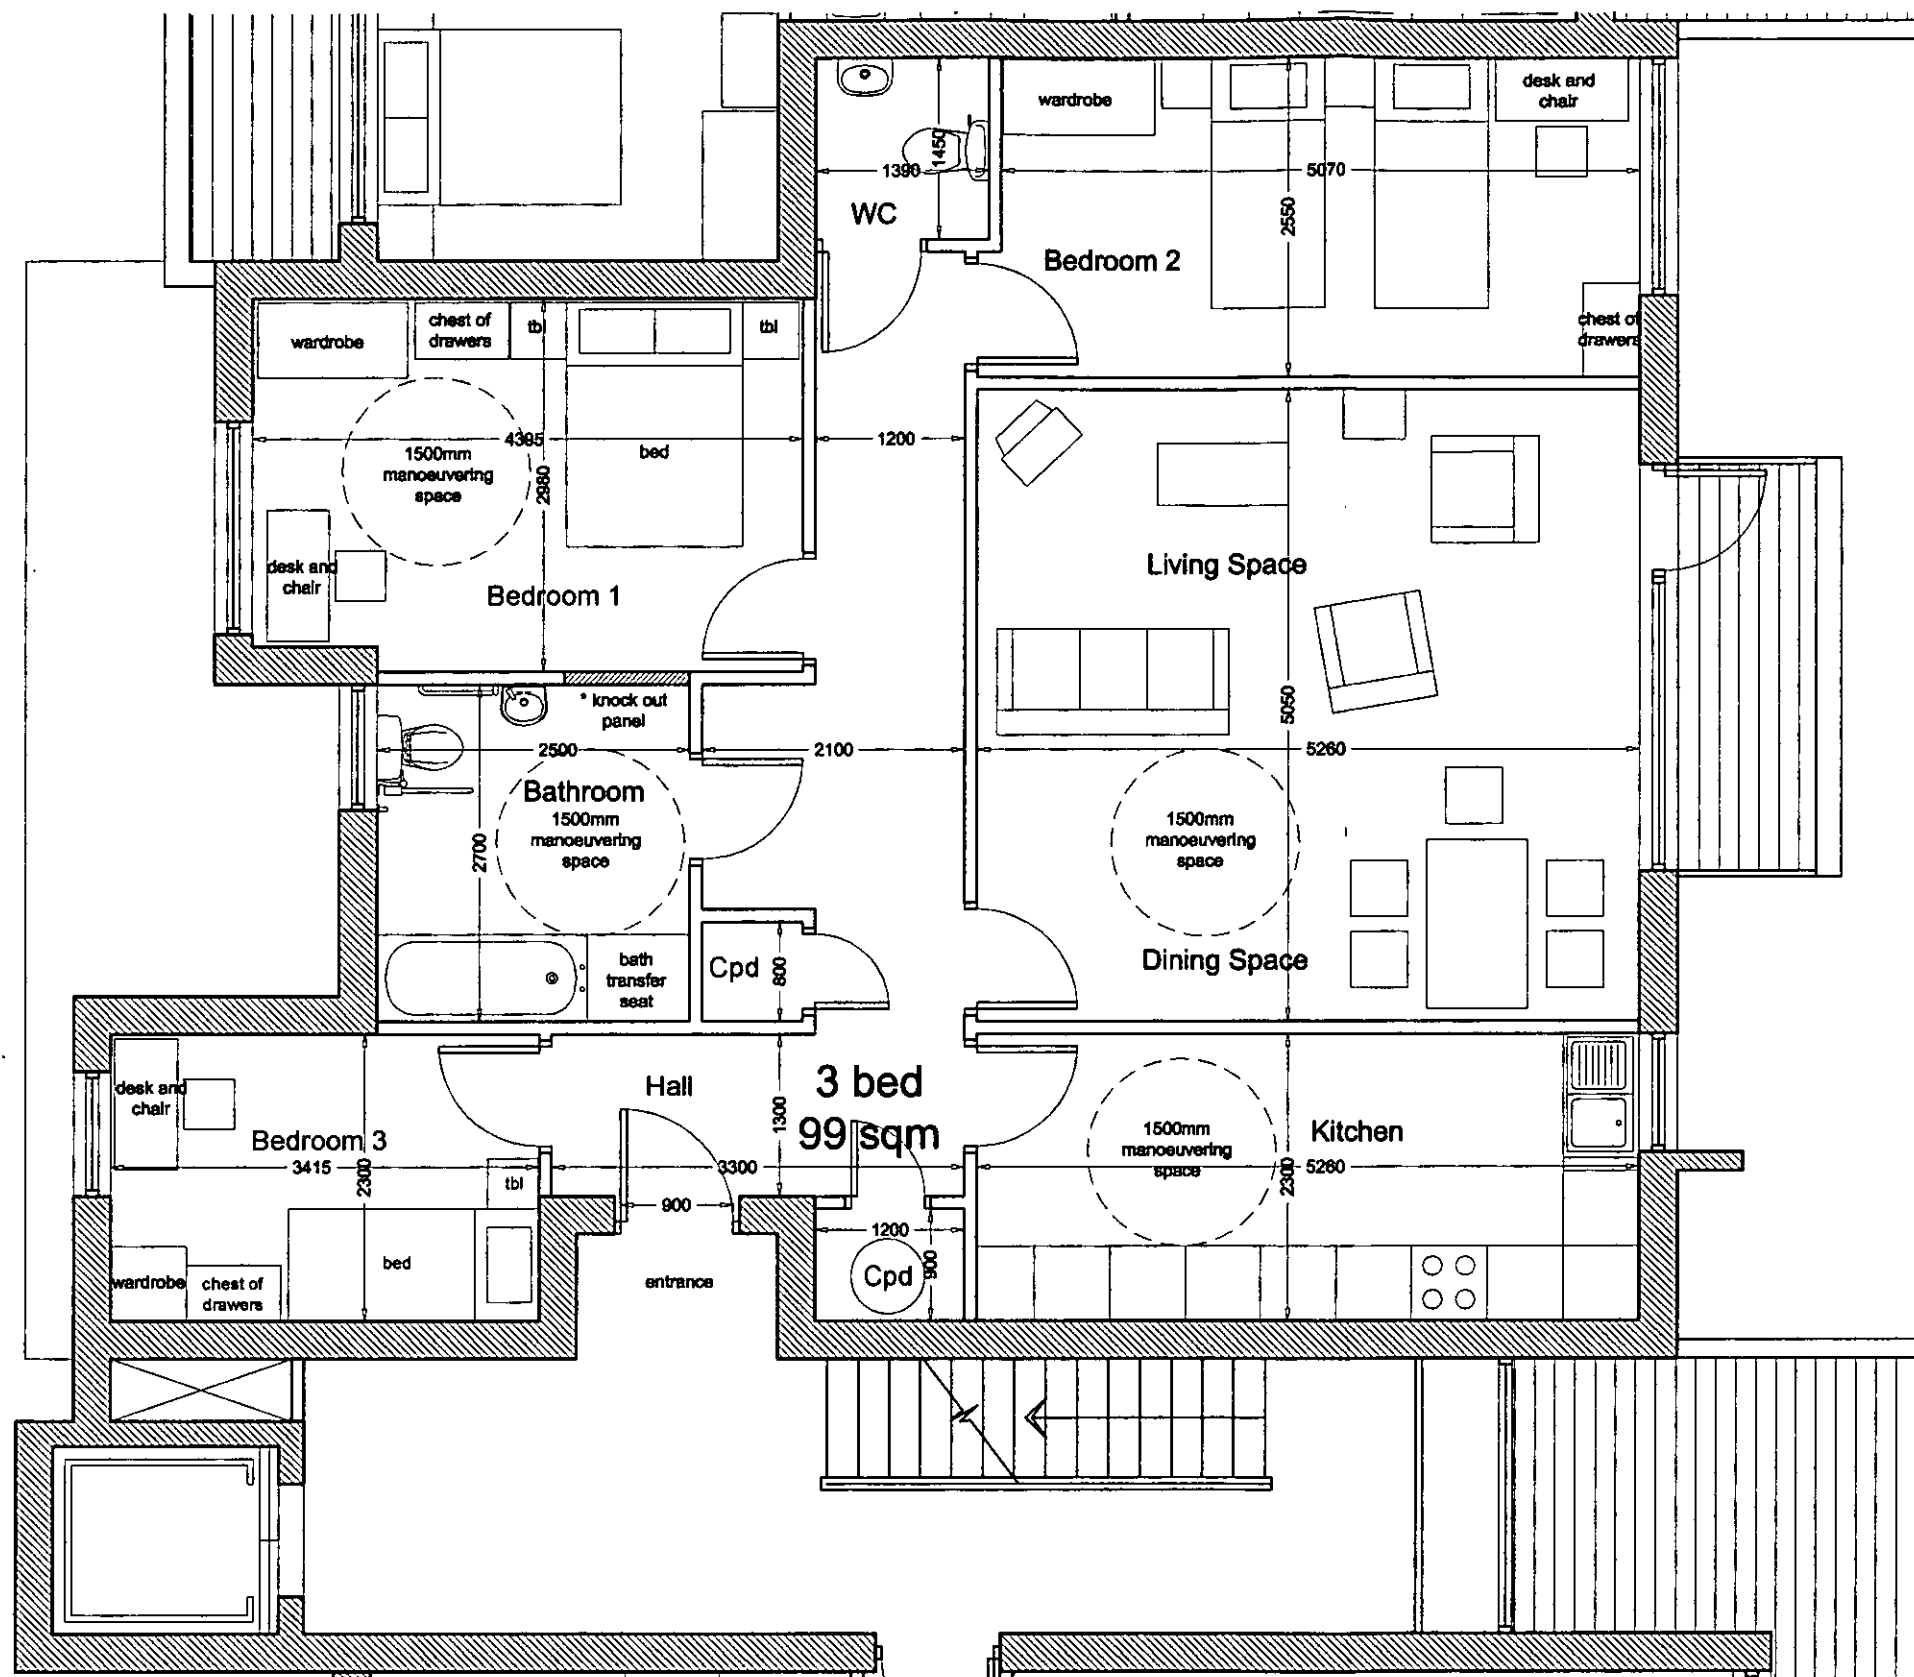 desk and
chair
wardrobe
1450
1390
5070
WC
2550
Bedroom 2
chest of
drawers
wardrobe
chest of
drawers
tbl
tbl
4395
1200
bed
1500mm
manoeuvering
space
2980
desk and
chair
Bedroom 1
Living Space
* knock out
panel
5050
2500
2100
5260
Bathroom
1500mm
manoeuvering
space
1500mm
manoeuvering
space
2700
Cpd
800
bath
transfer
seat
Dining Space
desk and
chair
Hall
3 bed
99 sqm
1300
1500mm
manoeuvering
space
Kitchen
Bedroom 3
3415
2300
3300
2300
5260
tbl
900
1200
bed
entrance
Cpd
900
wardrobe
chest of
drawers